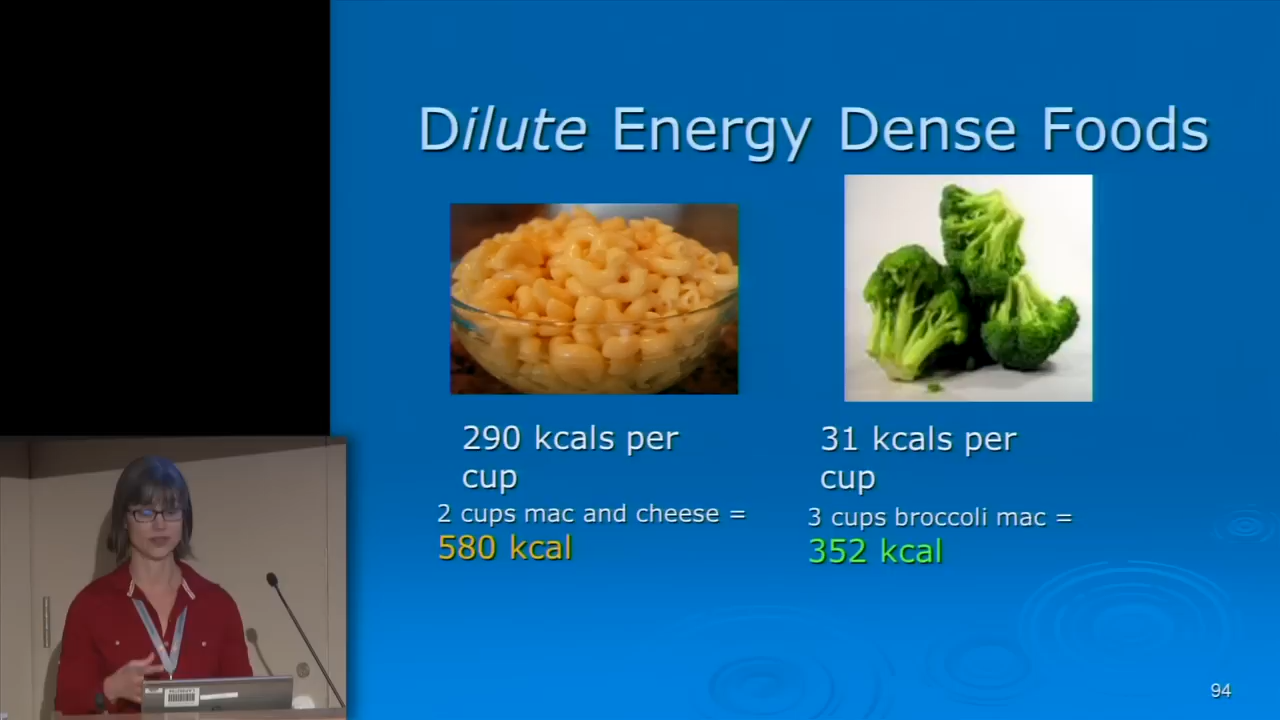 Dilute Energy Dense Foods
290 kcals per
cup
2 cups mac and cheese =
580 kcal
31 kcals per
cup
3 cups broccoli mac =
352 kcal
94